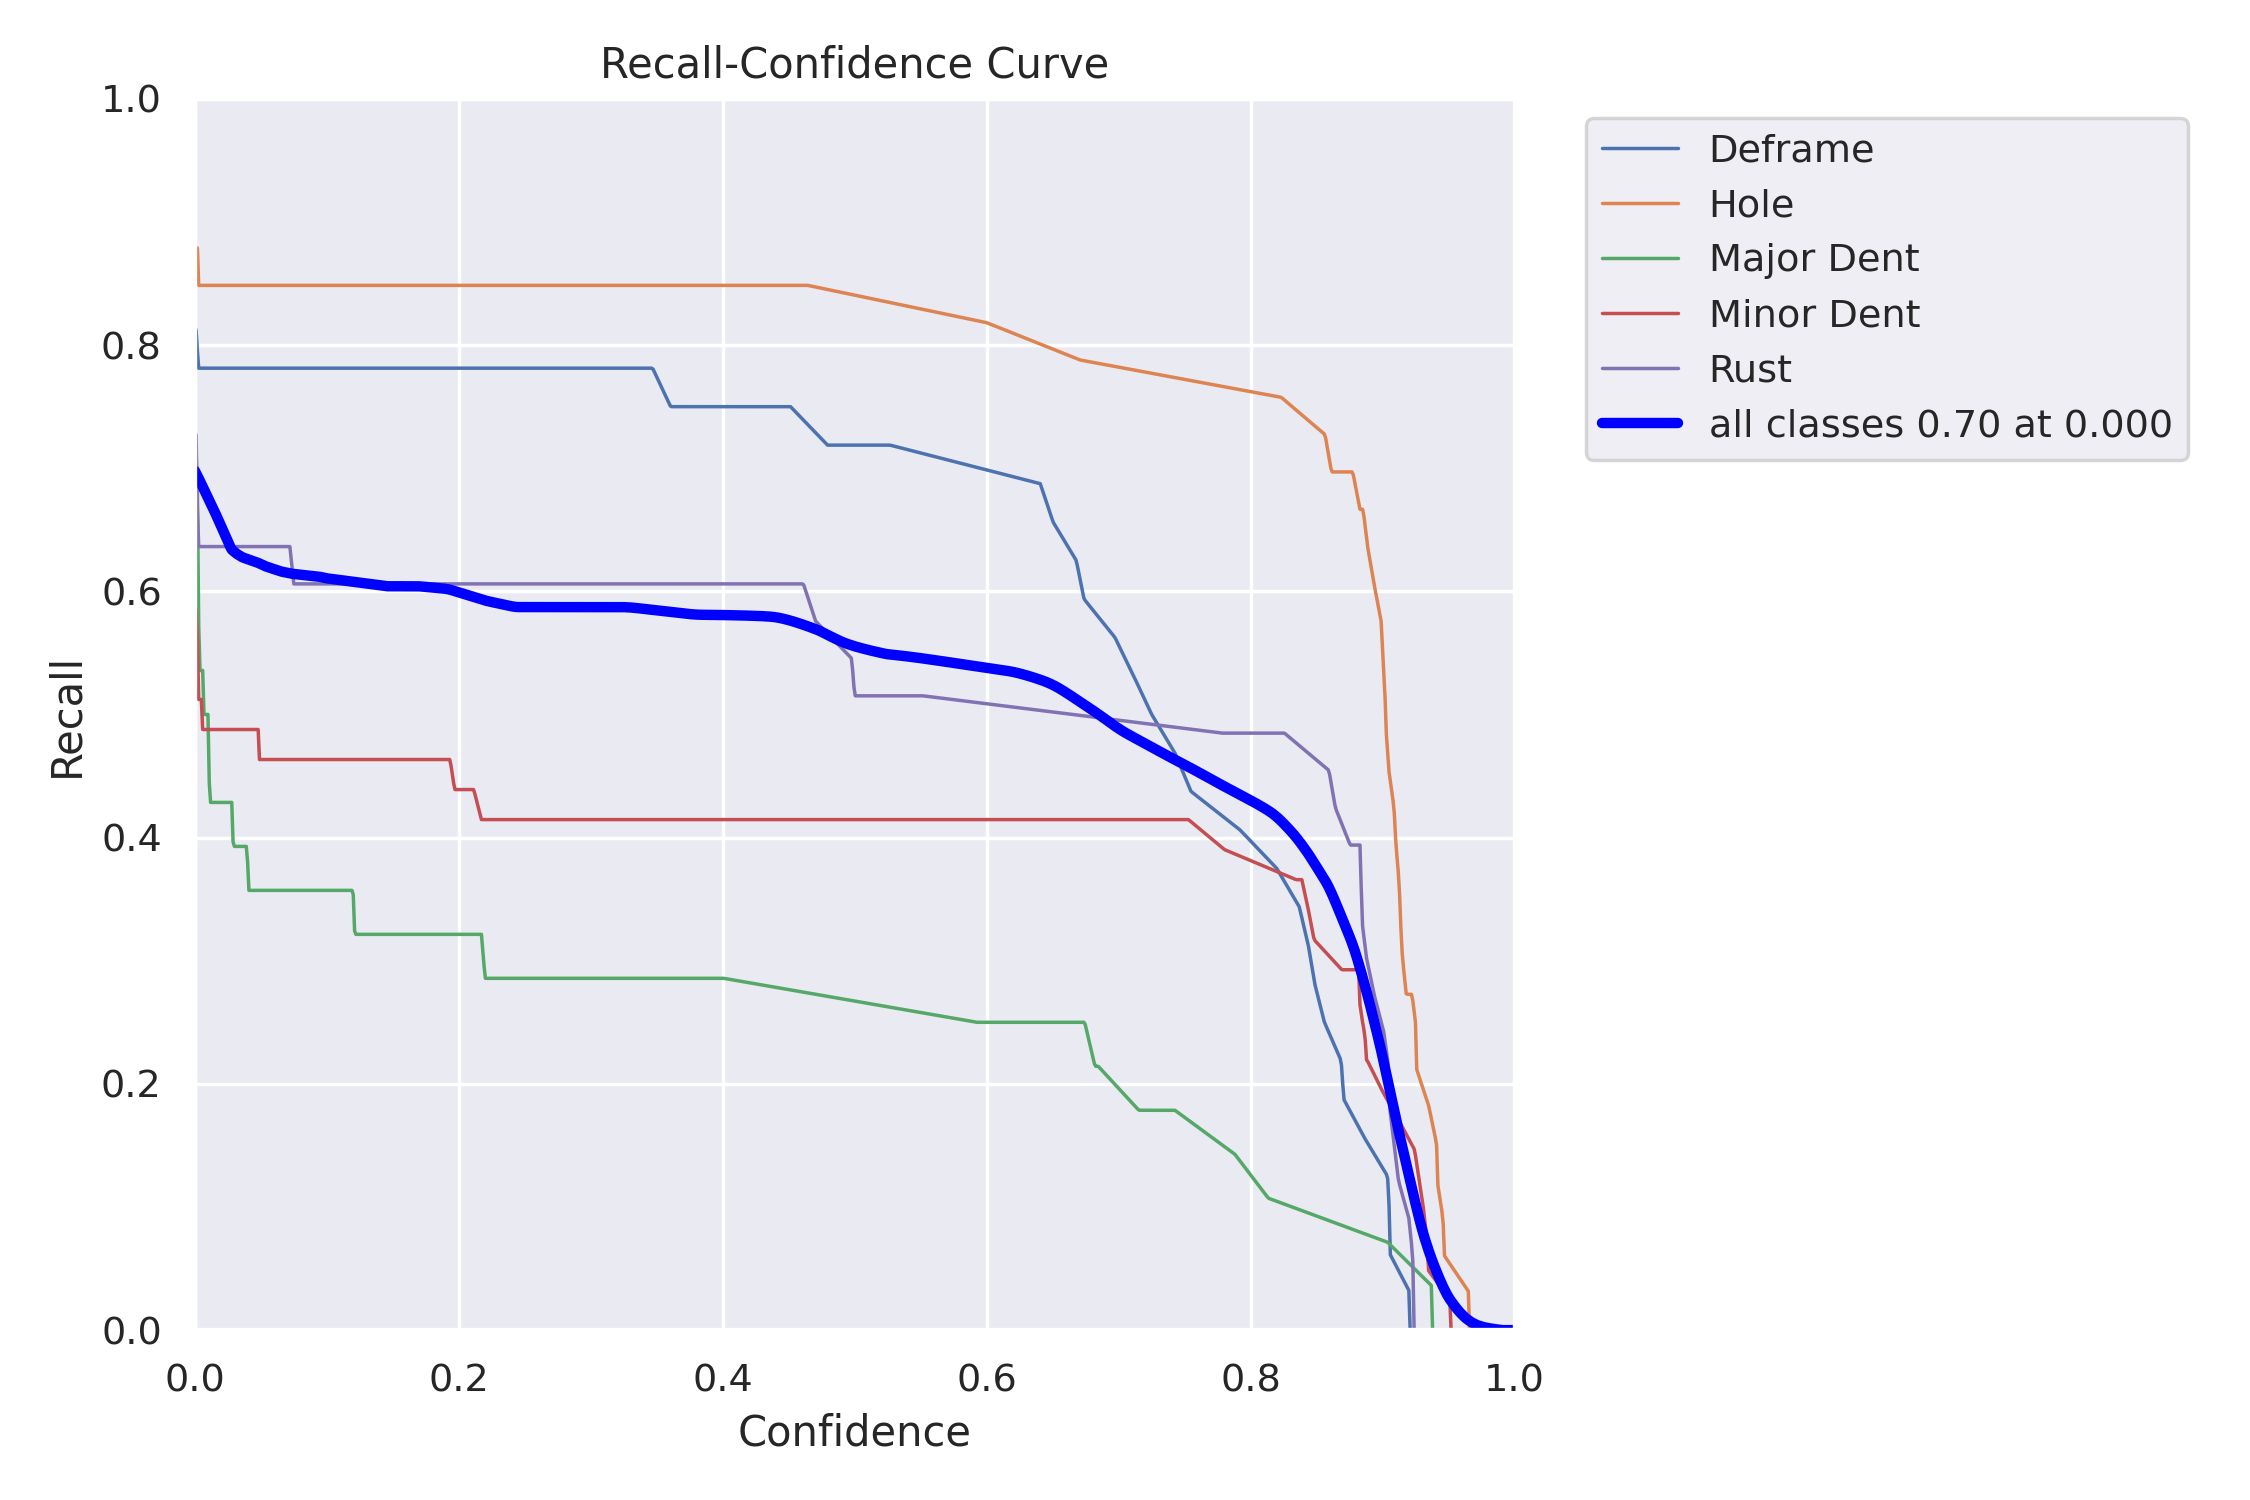 Recall-Confidence Curve
1.0
0.8
0.6
0.4
0.2
0.0
Recall
0.0 0.2 0.4 0.6 0.8 1.0
Confidence
Deframe
Hole
Major Dent
Minor Dent
Rust
all classes 0.70 at 0.000